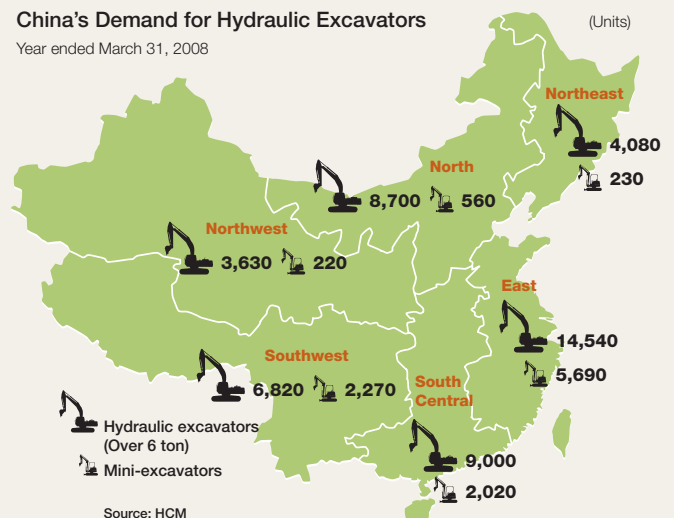 China's Demand for Hydraulic Excavators
(Units)
Year ended March 31, 2008
Northeast
4,080
230
North
8,700
560
Northwest
3,630
220
East
14,540
5,690
Southwest
6,820
2,270
South
Central
9,000
2,020
Hydraulic excavators
(Over 6 ton)
Mini-excavators
Source: HCM